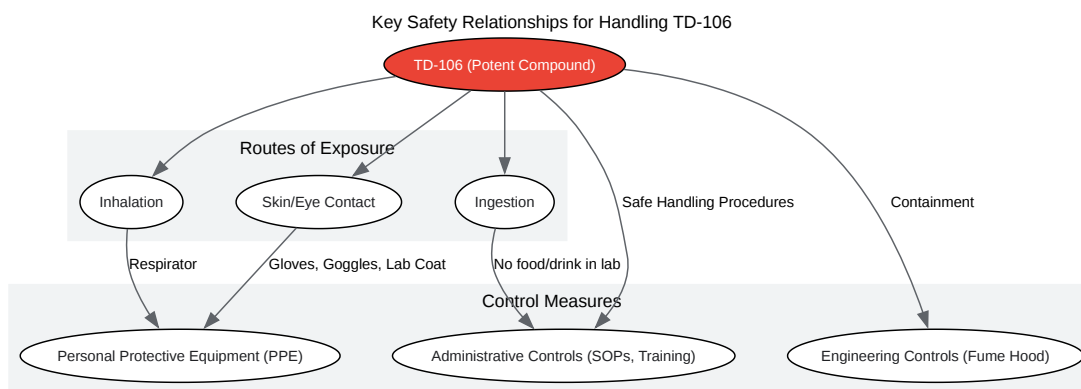 Key Safety Relationships for Handling TD-106
TD-106 (Potent Compound)
Routes of Exposure
Inhalation
Skin/Eye Contact
Ingestion
Safe Handling Procedures
Containment
Respirator
Gloves, Goggles, Lab Coat
No food/drink in lab
Control Measures
Personal Protective Equipment (PPE)
Administrative Controls (SOPs, Training)
Engineering Controls (Fume Hood)